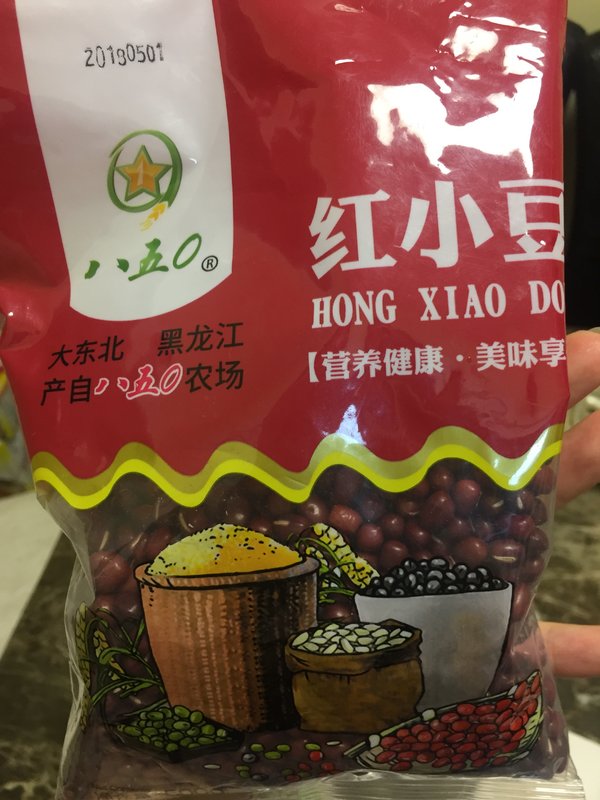 20190501
八五〇®
红小豆
HONG XIAO DO
【营养健康·美味享
大东北 黑龙江
产自八五〇农场